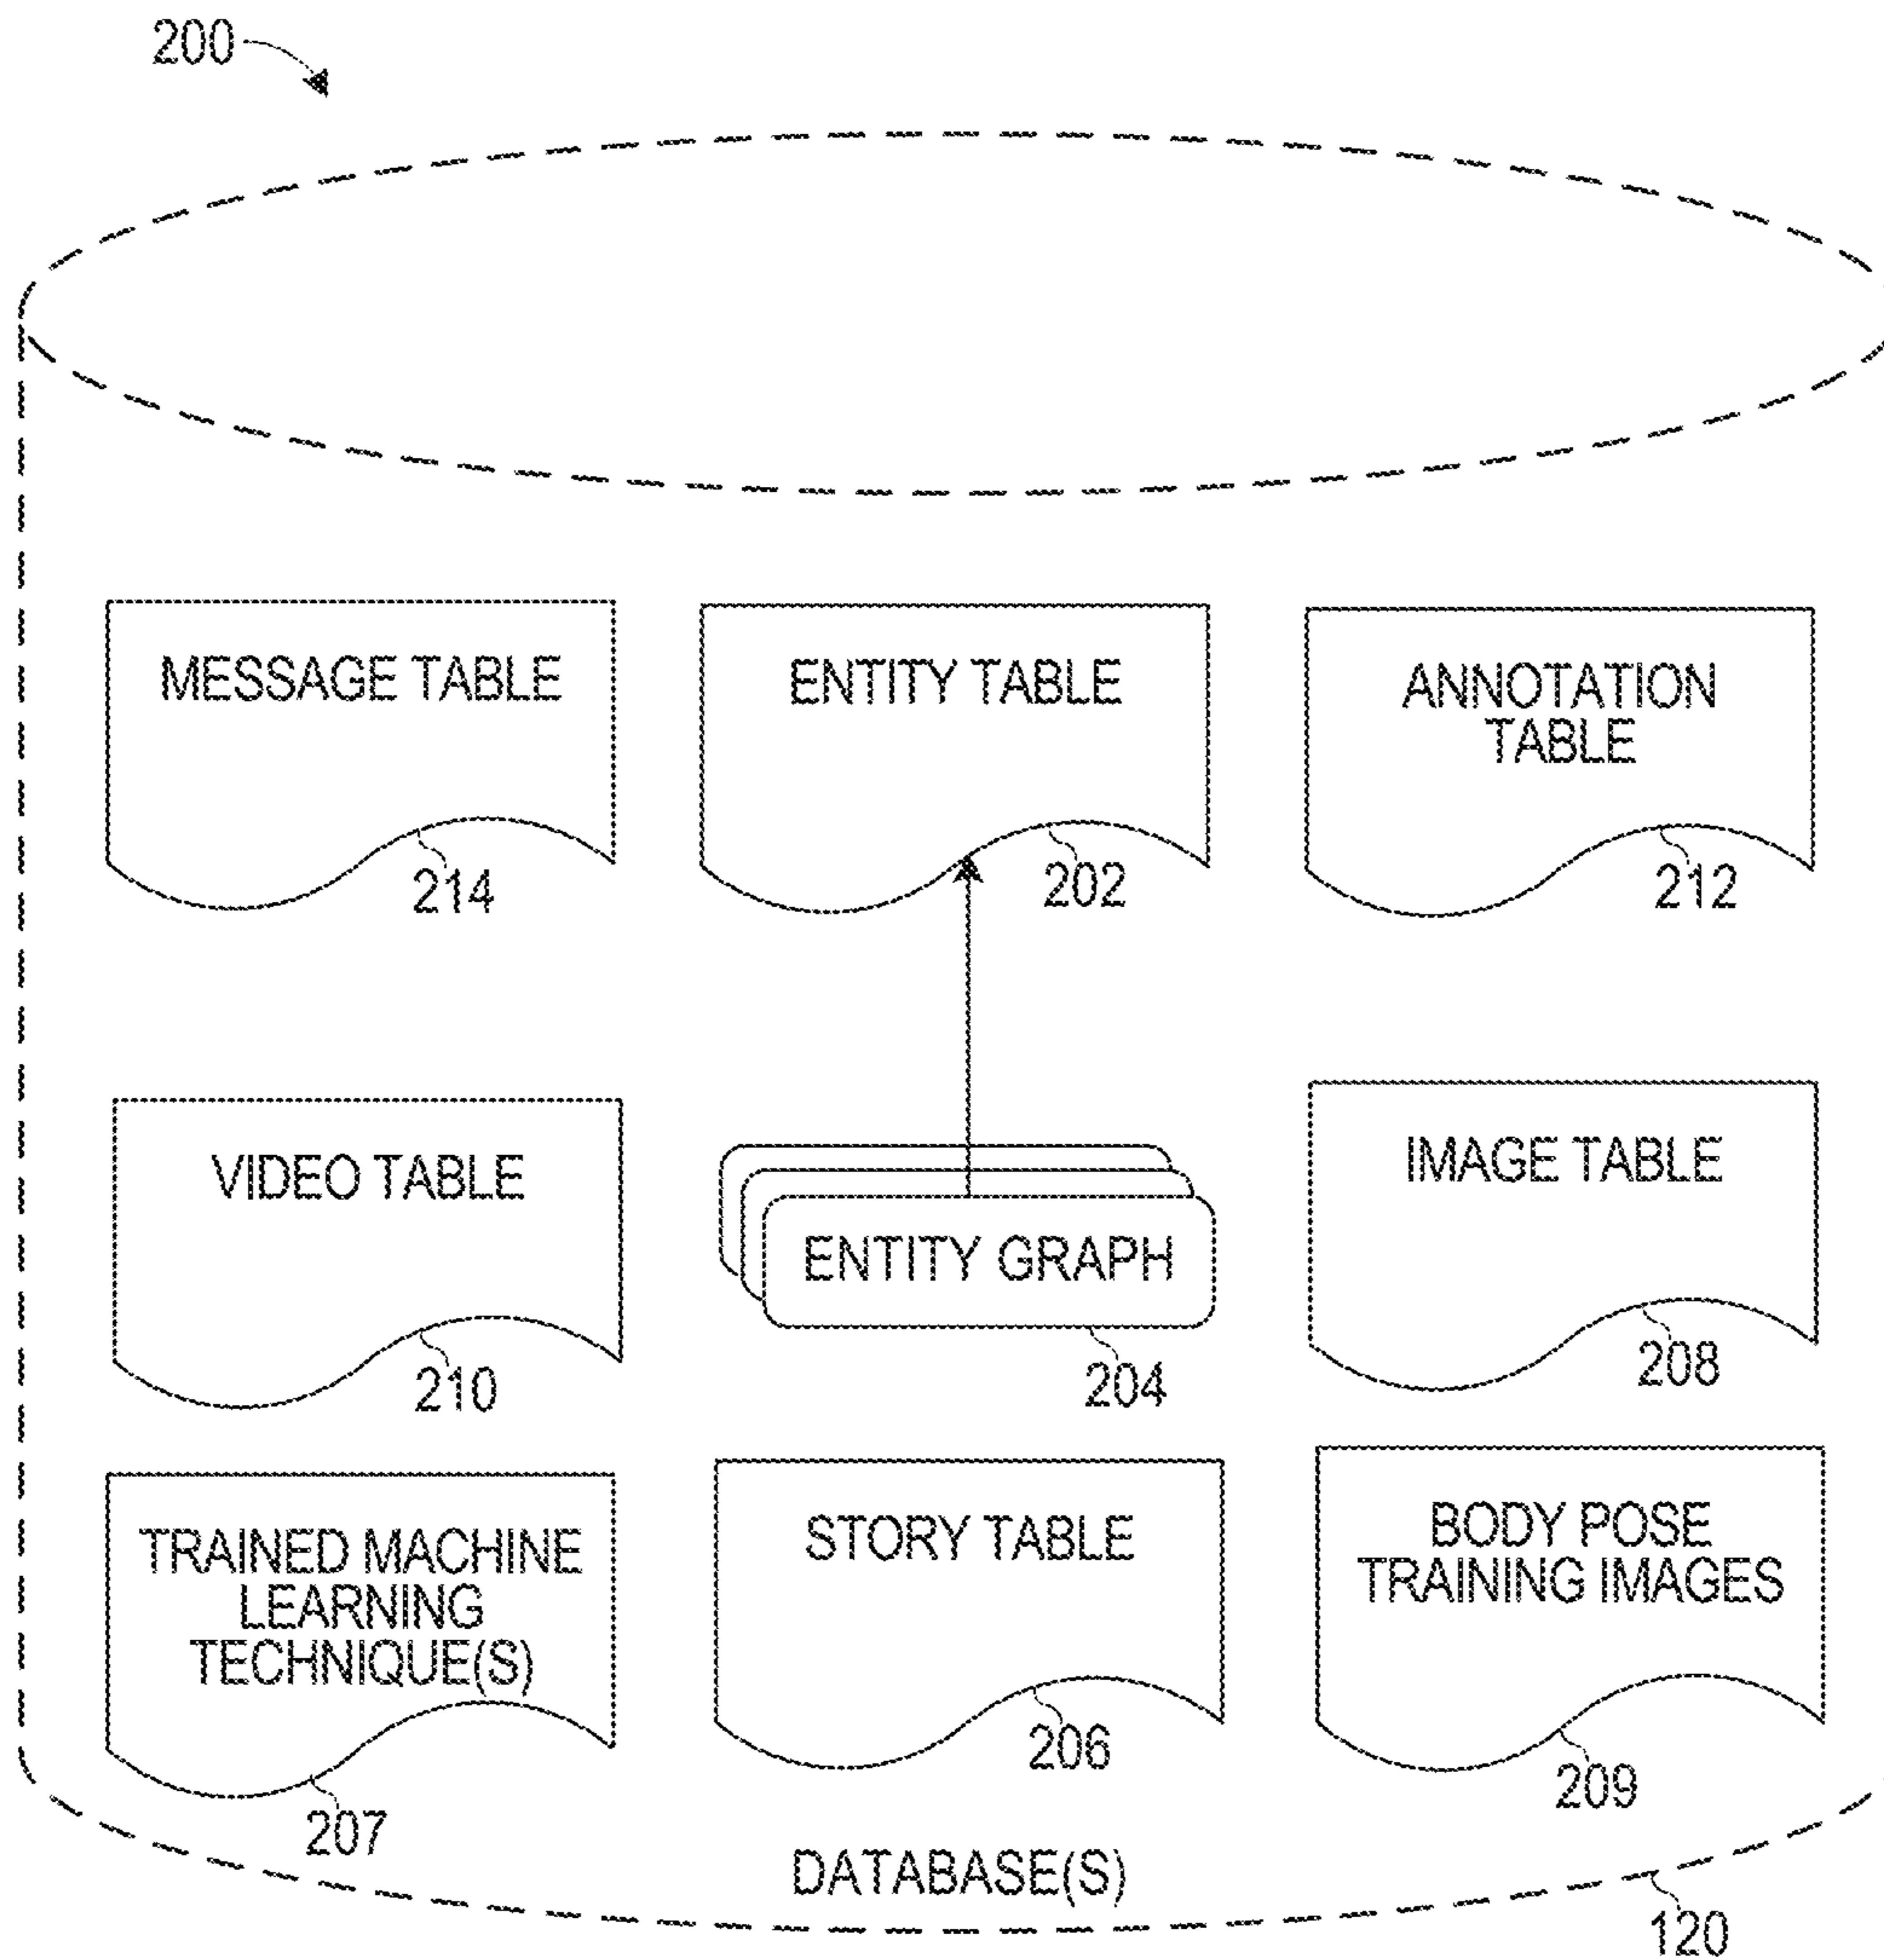 200
MESSAGE TABLE
214
ENTITY TABLE
202
ANNOTATION
TABLE
212
VIDEO TABLE
210
ENTITY GRAPH
204
IMAGE TABLE
208
TRAINED MACHINE
LEARNING
TECHNIQUE(S)
207
STORY TABLE
206
BODY POSE
TRAINING IMAGES
209
DATABASE(S)
120